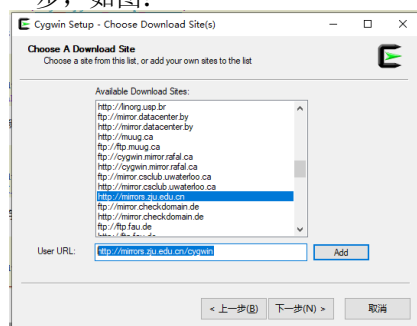 步，如图：
Cygwin Setup - Choose Download Site(s)
Choose A Download Site
Choose a site from this list, or add your own sites to the list
Available Download Sites:
http://linorg.usp.br
ftp://mirror.datacenter.by
http://mirror.datacenter.by
http://muug.ca
ftp://ftp.muug.ca
ftp://cygwin.mirror.rafal.ca
http://cygwin.mirror.rafal.ca
ftp://mirror.csclub.uwaterloo.ca
http://mirror.csclub.uwaterloo.ca
http://mirrors.zju.edu.cn
ftp://mirror.checkdomain.de
http://mirror.checkdomain.de
ftp://ftp.fau.de
http://ftp.fau.de
User URL:
http://mirrors.zju.edu.cn/cygwin
Add
< 上一步(B)
下一步(N) >
取消